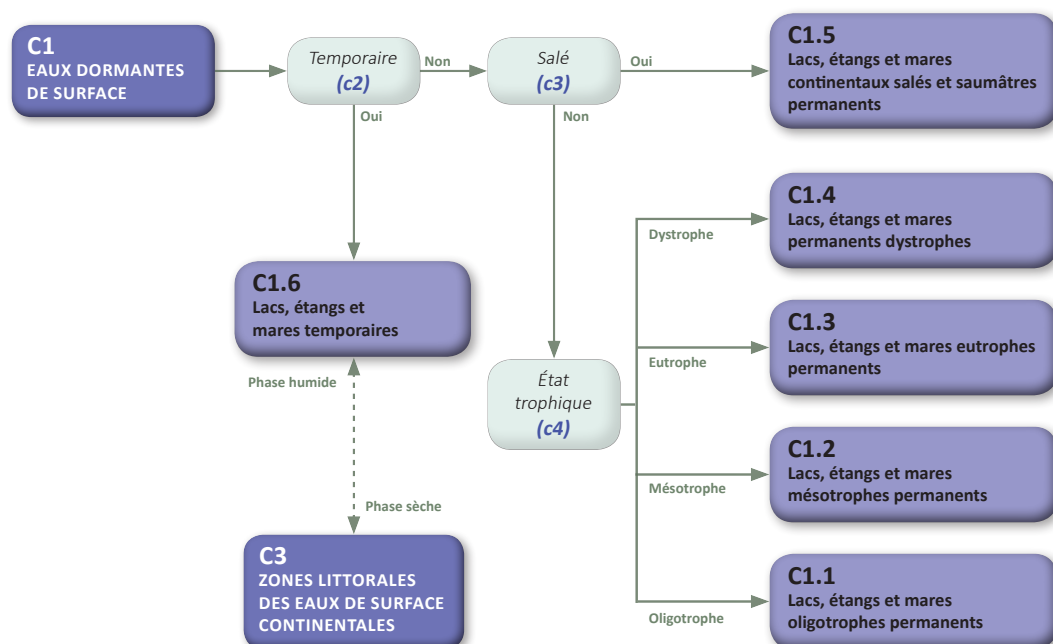 C1
EAUX DORMANTES
DE SURFACE
Temporaire
(c2)
Non
Oui
Salé
(c3)
Oui
Non
C1.5
Lacs, étangs et mares
continentaux salés et saumâtres
permanents
Dystrophe
C1.4
Lacs, étangs et mares
permanents dystrophes
C1.6
Lacs, étangs et
mares temporaires
Eutrophe
C1.3
Lacs, étangs et mares eutrophes
permanents
État
trophique
(c4)
Phase humide
Phase sèche
Mésotrophe
C1.2
Lacs, étangs et mares
mésotrophes permanents
C3
ZONES LITTORALES
DES EAUX DE SURFACE
CONTINENTALES
Oligotrophe
C1.1
Lacs, étangs et mares
oligotrophes permanents